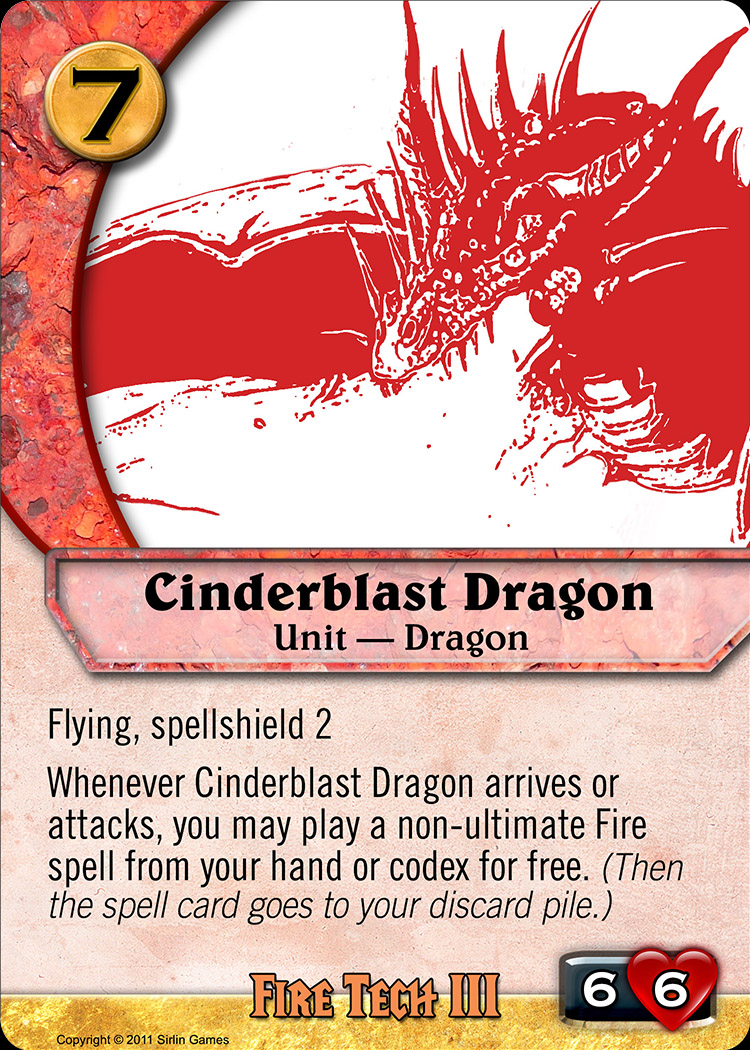 7
Cinderblast Dragon
Unit — Dragon
Flying, spellshield 2
Whenever Cinderblast Dragon arrives or
attacks, you may play a non-ultimate Fire
spell from your hand or codex for free. (Then
the spell card goes to your discard pile.)
Fire Tech III
6 6
Copyright © 2011 Sirlin Games